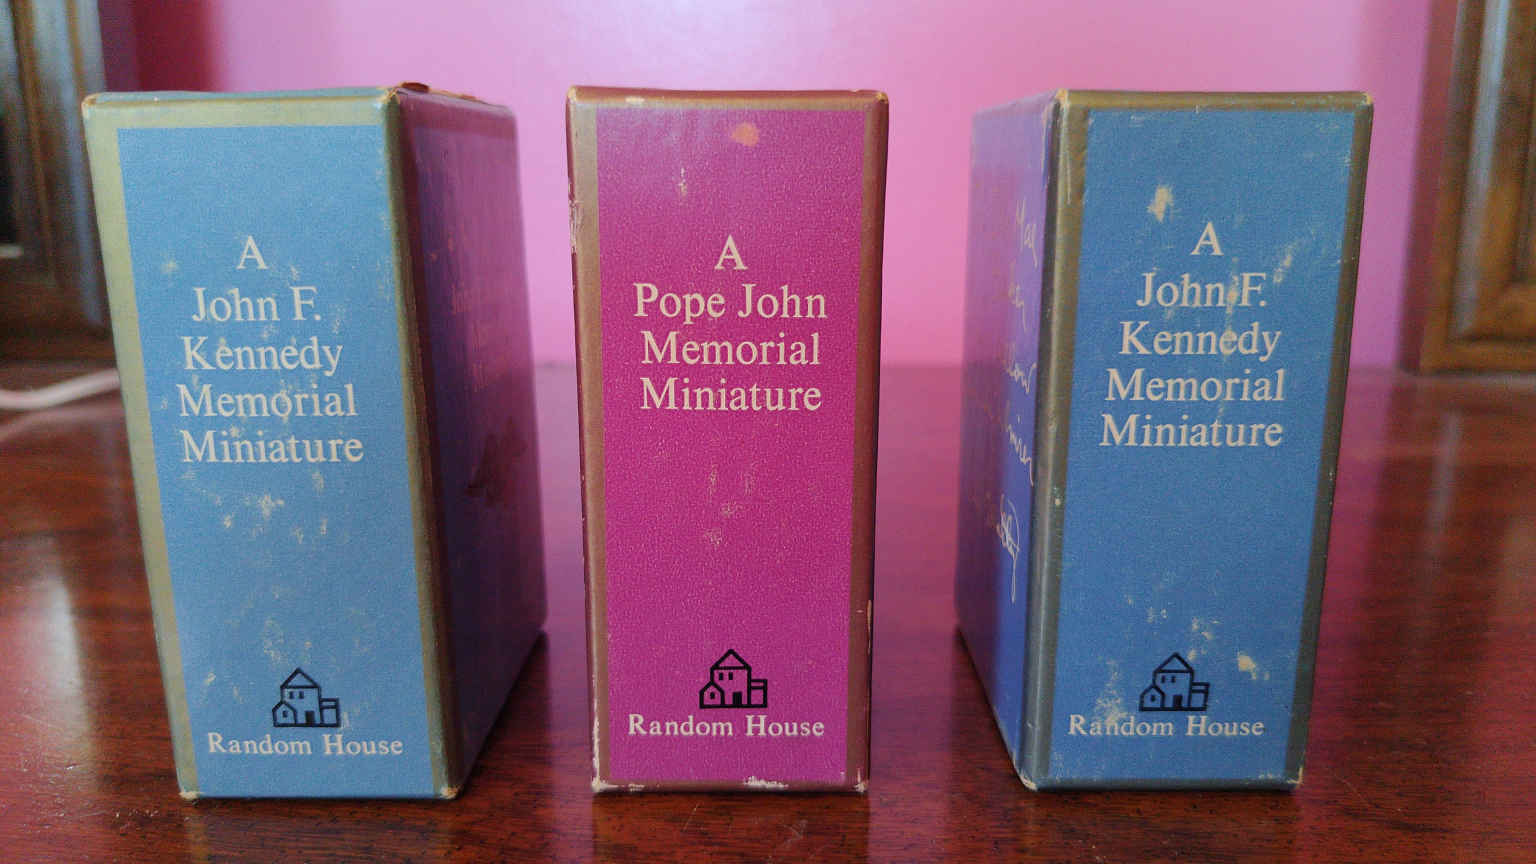 A
John F.
Kennedy
Memorial
Miniature
Random House
A
Pope John
Memorial
Miniature
Random House
A
John F.
Kennedy
Memorial
Miniature
Random House